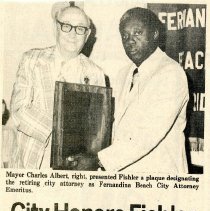 FERNAN
FAC
ND
Mayor Charles Albert, right, presented Fishler a plaque designating
the retiring city attorney as Fernandina Beach City Attorney
Emeritus.
City Honors Fishl